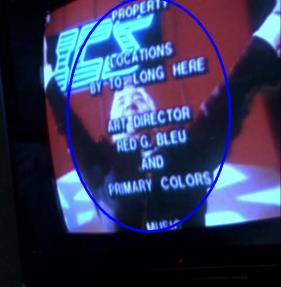 PROPERTY
LOCATIONS
BY TO LONG HERE
ART DIRECTOR
RED G. BLEU
AND
PRIMARY COLORS
MUSIC